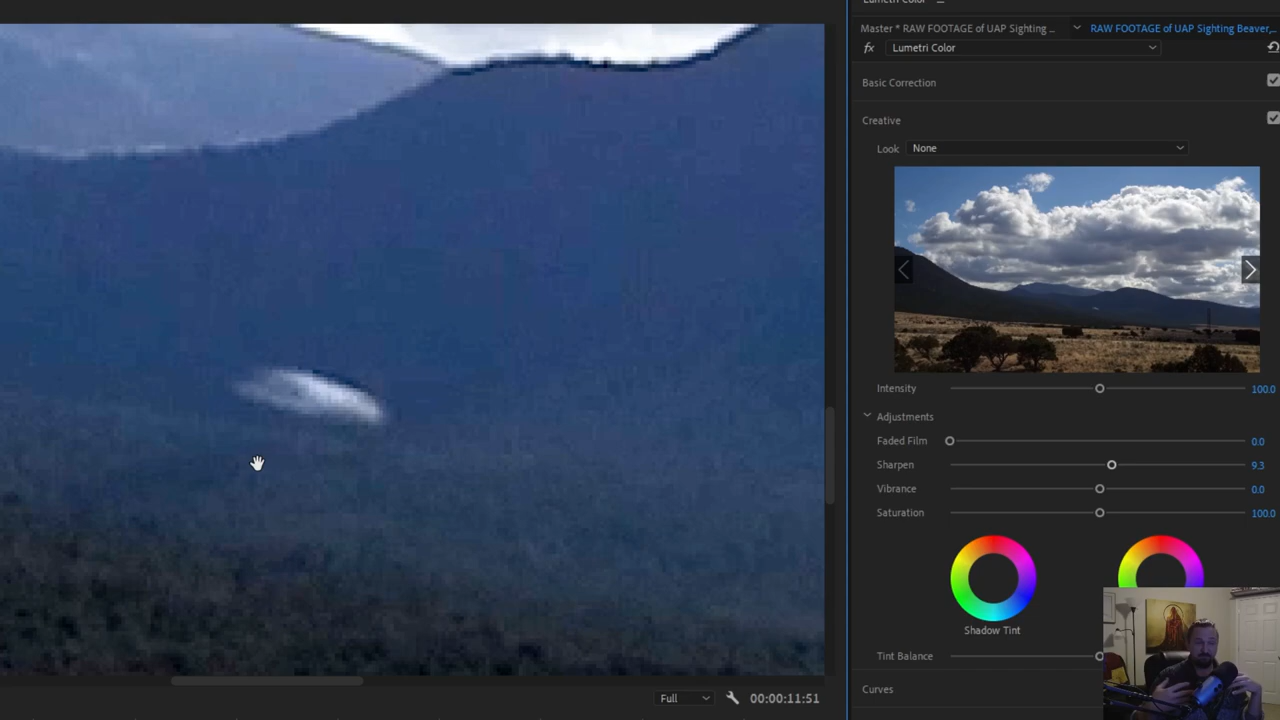 Lumetri Color
Master * RAW FOOTAGE of UAP Sighting ... RAW FOOTAGE of UAP Sighting Beaver,...
fx Lumetri Color
Basic Correction
Creative
Look None
Intensity 100.0
Adjustments
Faded Film 0.0
Sharpen 9.3
Vibrance 0.0
Saturation 100.0
Shadow Tint
Tint Balance
Curves
Full 00:00:11:51